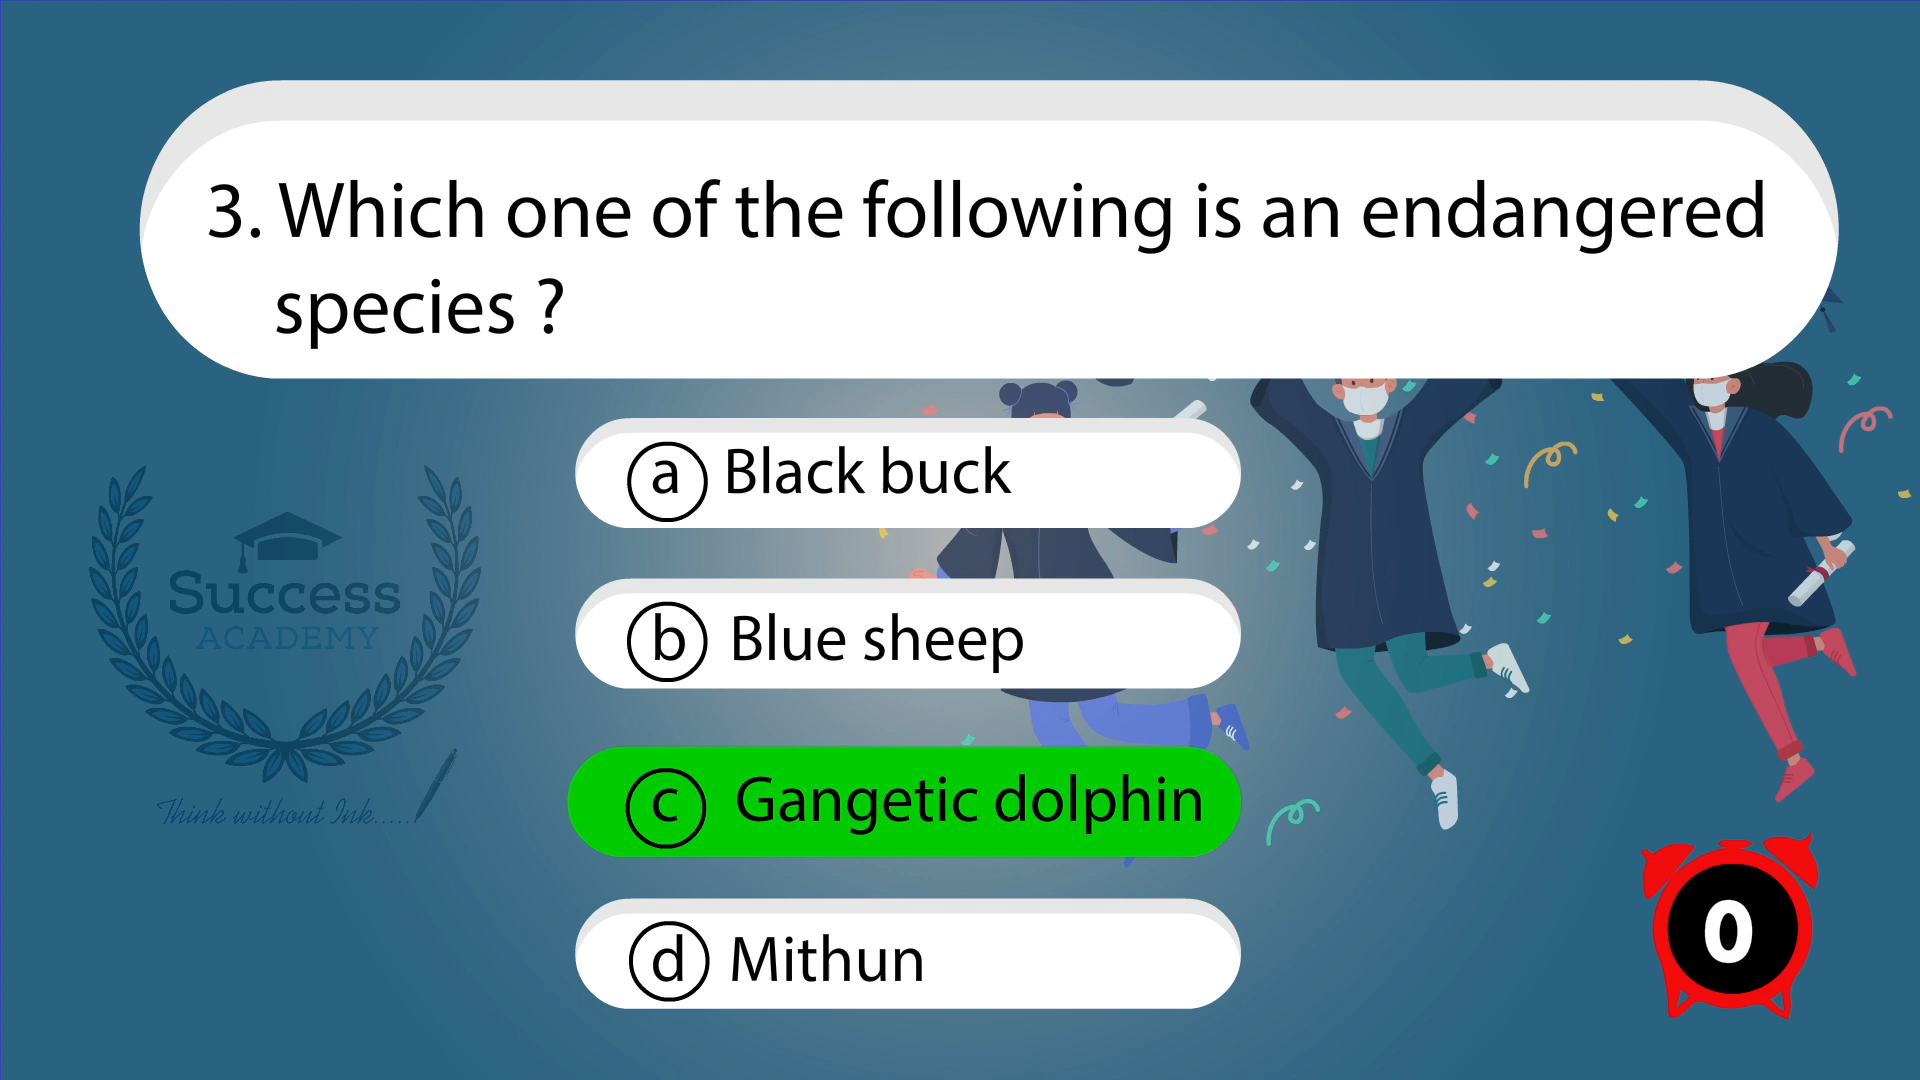 3. Which one of the following is an endangered
species ?
a Black buck
b Blue sheep
c Gangetic dolphin
d Mithun
Success
ACADEMY
Think without Ink.....
0